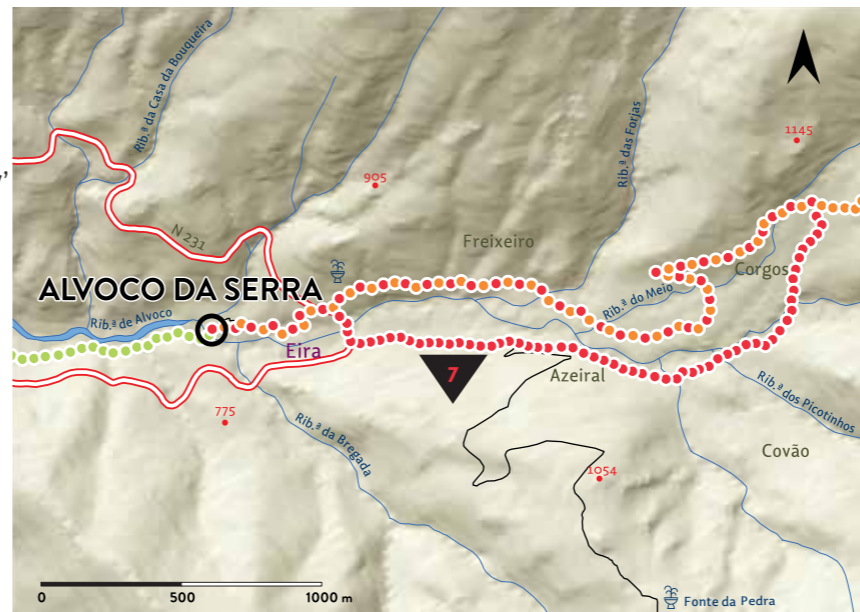 1145
Rib.ª da Casa da Bouqueira
Rib.ª das Forjas
905
N 231
Freixeiro
Corgos
ALVOCO DA SERRA
Rib.ª do Meio
Rib.ª de Alvoco
Eira
7
Azeiral
Rib.ª dos Picotinhos
775
Rib.ª da Bregada
Covão
1054
0 500 1000 m
Fonte da Pedra